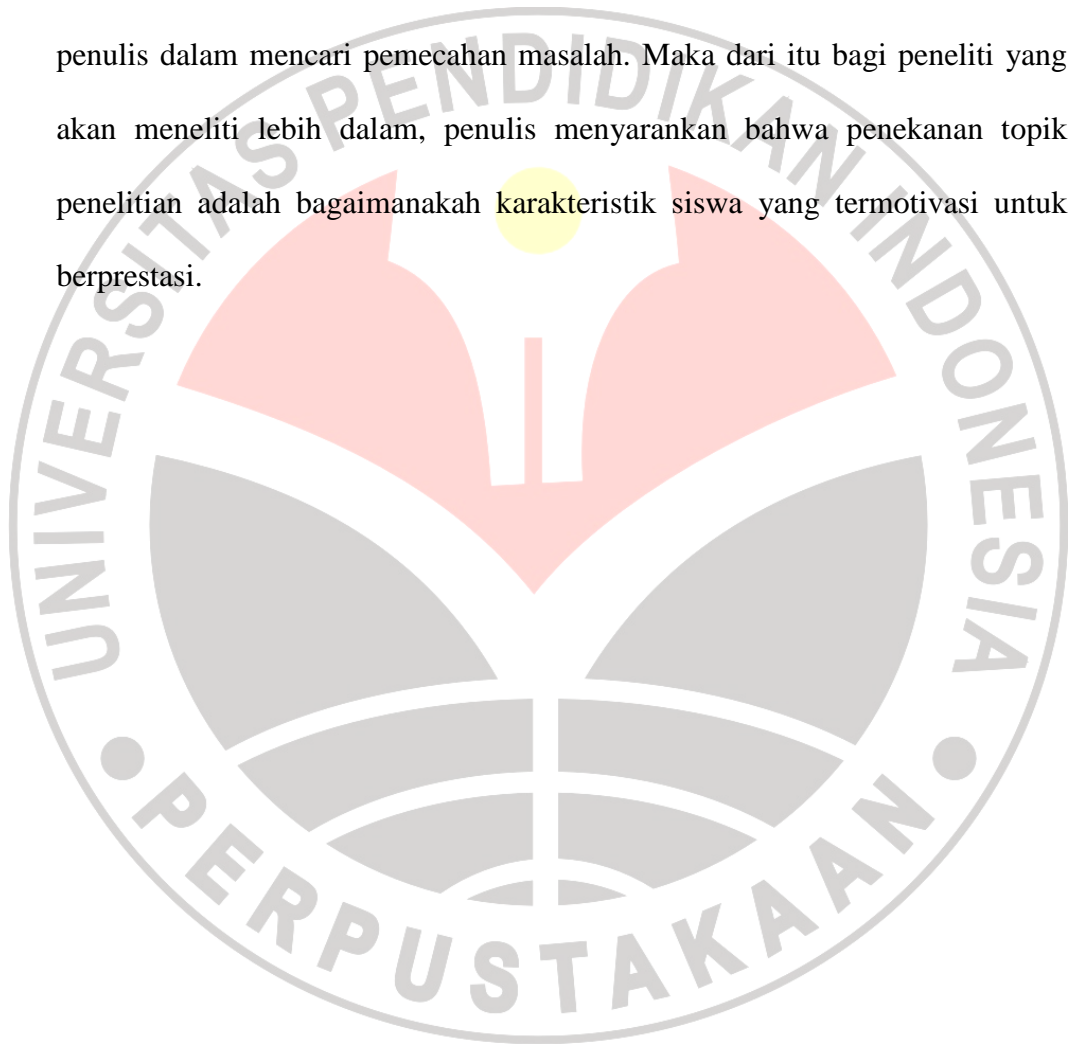 penulis dalam mencari pemecahan masalah. Maka dari itu bagi peneliti yang
akan meneliti lebih dalam, penulis menyarankan bahwa penekanan topik
penelitian adalah bagaimanakah karakteristik siswa yang termotivasi untuk
berprestasi.
UNIVERSITAS PENDIDIKAN INDONESIA
PERPUSTAKAAN